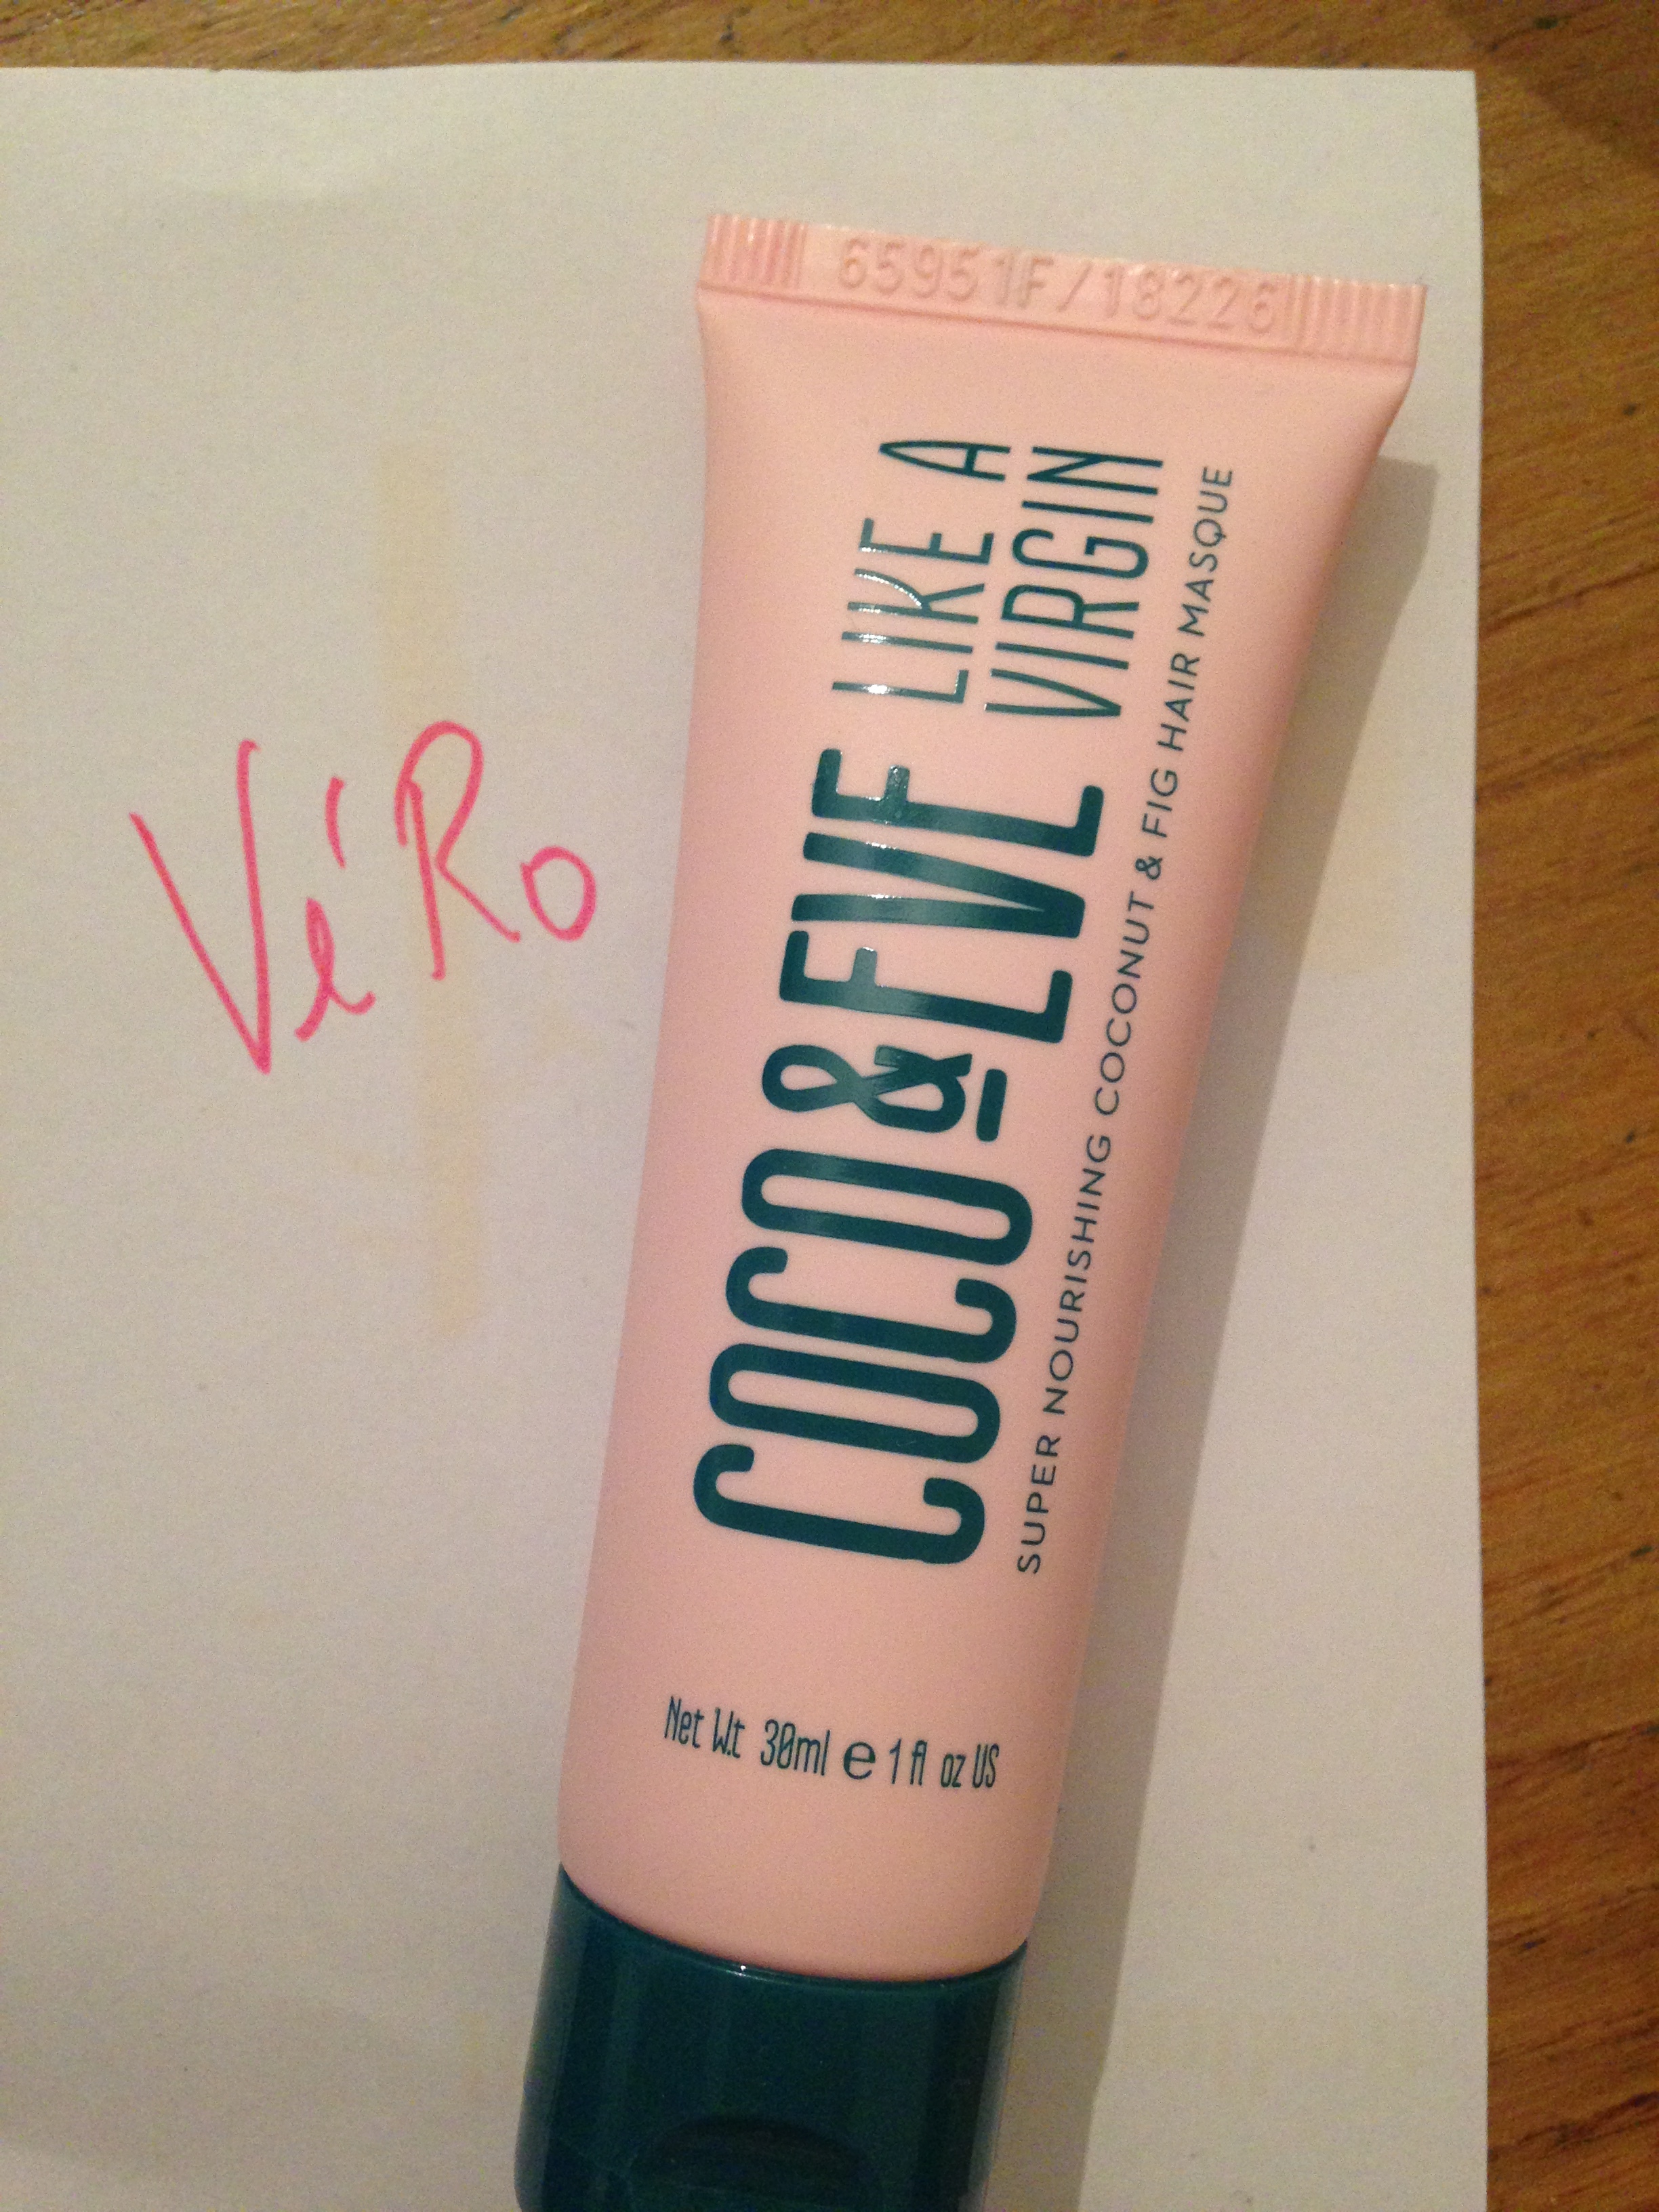 65951F/18226
VéRo
COCO & EVE
LIKE A
VIRGIN
SUPER NOURISHING COCONUT & FIG HAIR MASQUE
Net W.t 30ml e 1 fl oz US